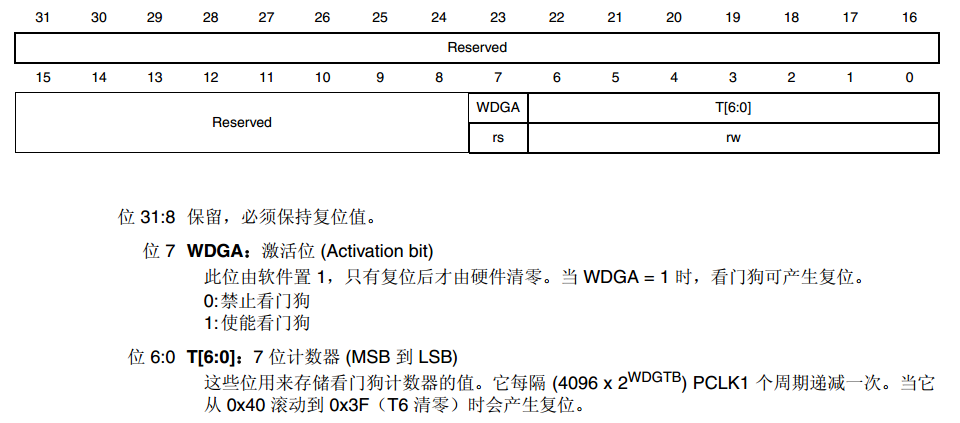 31 30 29 28 27 26 25 24 23 22 21 20 19 18 17 16
Reserved
15 14 13 12 11 10 9 8 7 6 5 4 3 2 1 0
Reserved WDGA T[6:0]
rs rw
位 31:8 保留，必须保持复位值。
位 7 WDGA：激活位 (Activation bit)
此位由软件置 1，只有复位后才由硬件清零。当 WDGA = 1 时，看门狗可产生复位。
0:禁止看门狗
1:使能看门狗
位 6:0 T[6:0]：7 位计数器 (MSB 到 LSB)
这些位用来存储看门狗计数器的值。它每隔 (4096 x 2^WDGTB) PCLK1 个周期递减一次。当它
从 0x40 滚动到 0x3F（T6 清零）时会产生复位。